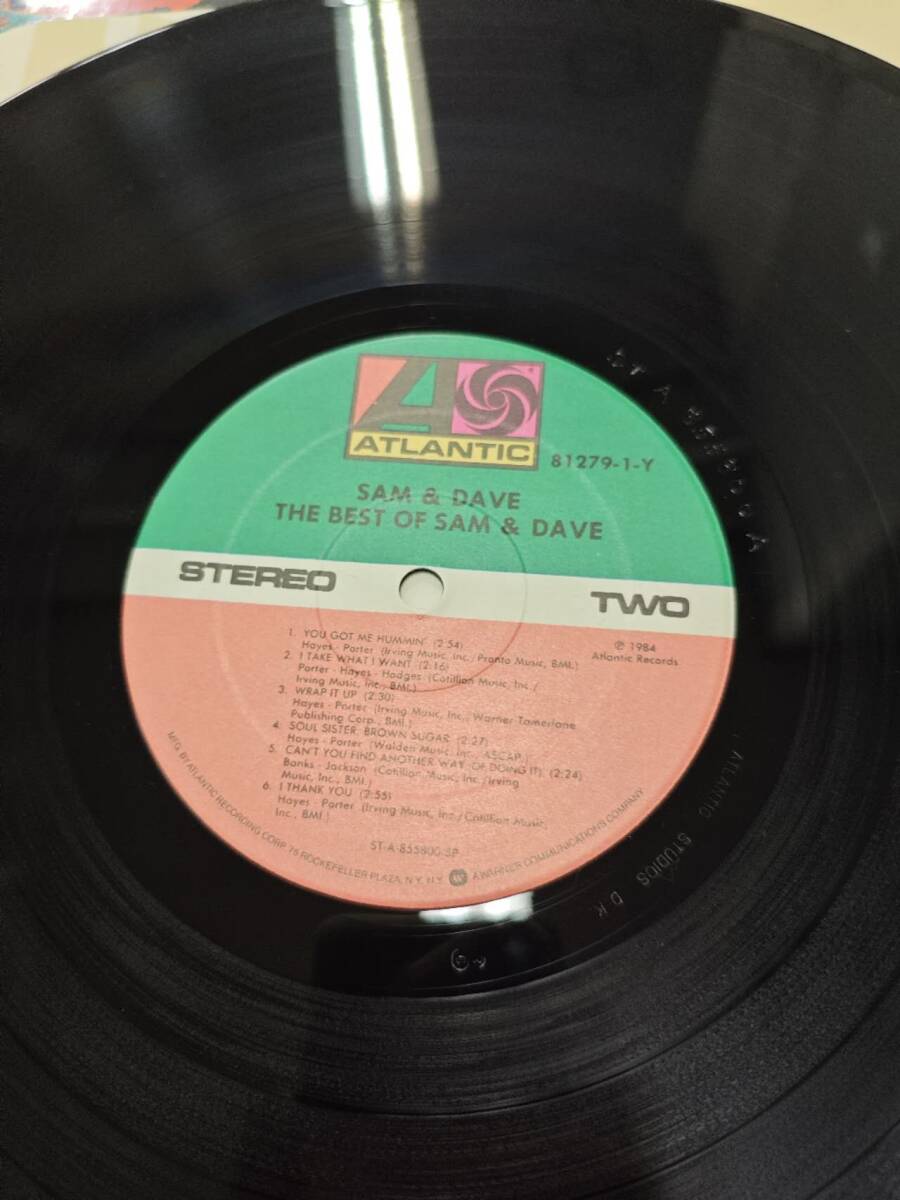 ATLANTIC
81279-1-Y
SAM & DAVE
THE BEST OF SAM & DAVE
STEREO
TWO
℗ 1984
Atlantic Records
1. YOU GOT ME HUMMIN' (2:54)
Hayes - Porter (Irving Music, Inc./Pronto Music, BMI.)
2. I TAKE WHAT I WANT (2:16)
Porter - Hayes - Hodges (Cotillion Music, Inc./
Irving Music, Inc., BMI.)
3. WRAP IT UP (2:30)
Hayes - Porter (Irving Music, Inc., Warner Tamerlane
Publishing Corp., BMI.)
4. SOUL SISTER, BROWN SUGAR (2:27)
Hayes - Porter (Walden Music, Inc., ASCAP.)
5. CAN'T YOU FIND ANOTHER WAY (OF DOING IT) (2:24)
Banks - Jackson (Cotillion Music, Inc./Irving
Music, Inc., BMI.)
6. I THANK YOU (2:55)
Hayes - Porter (Irving Music, Inc./Cotillion Music,
Inc., BMI.)
ST-A-855800-SP
MFG. BY ATLANTIC RECORDING CORP. 75 ROCKEFELLER PLAZA, N.Y. N.Y. A WARNER COMMUNICATIONS COMPANY
ATLANTIC STUDIOS DK